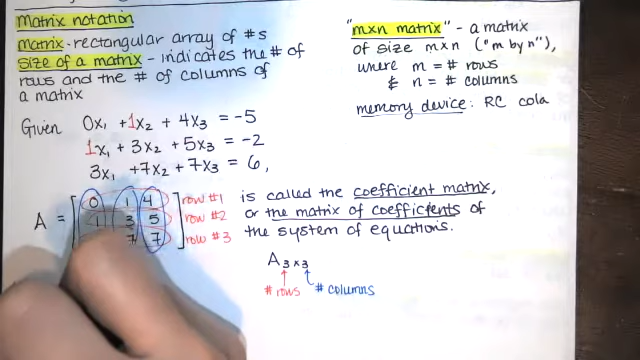 Matrix notation
Matrix - rectangular array of #s
size of a matrix - indicates the # of
rows and the # of columns of
a matrix
"m×n matrix" - a matrix
of size m×n ("m by n"),
where m = # rows
& n = # columns
memory device: RC cola
Given 0x₁ + 1x₂ + 4x₃ = -5
1x₁ + 3x₂ + 5x₃ = -2
3x₁ + 7x₂ + 7x₃ = 6,
A = [ 0 1 4 ] row #1
1 3 5 row #2
7 7 row #3
is called the coefficient matrix,
or the matrix of coefficients of
the system of equations.
A₃ₓ₃
# rows # columns